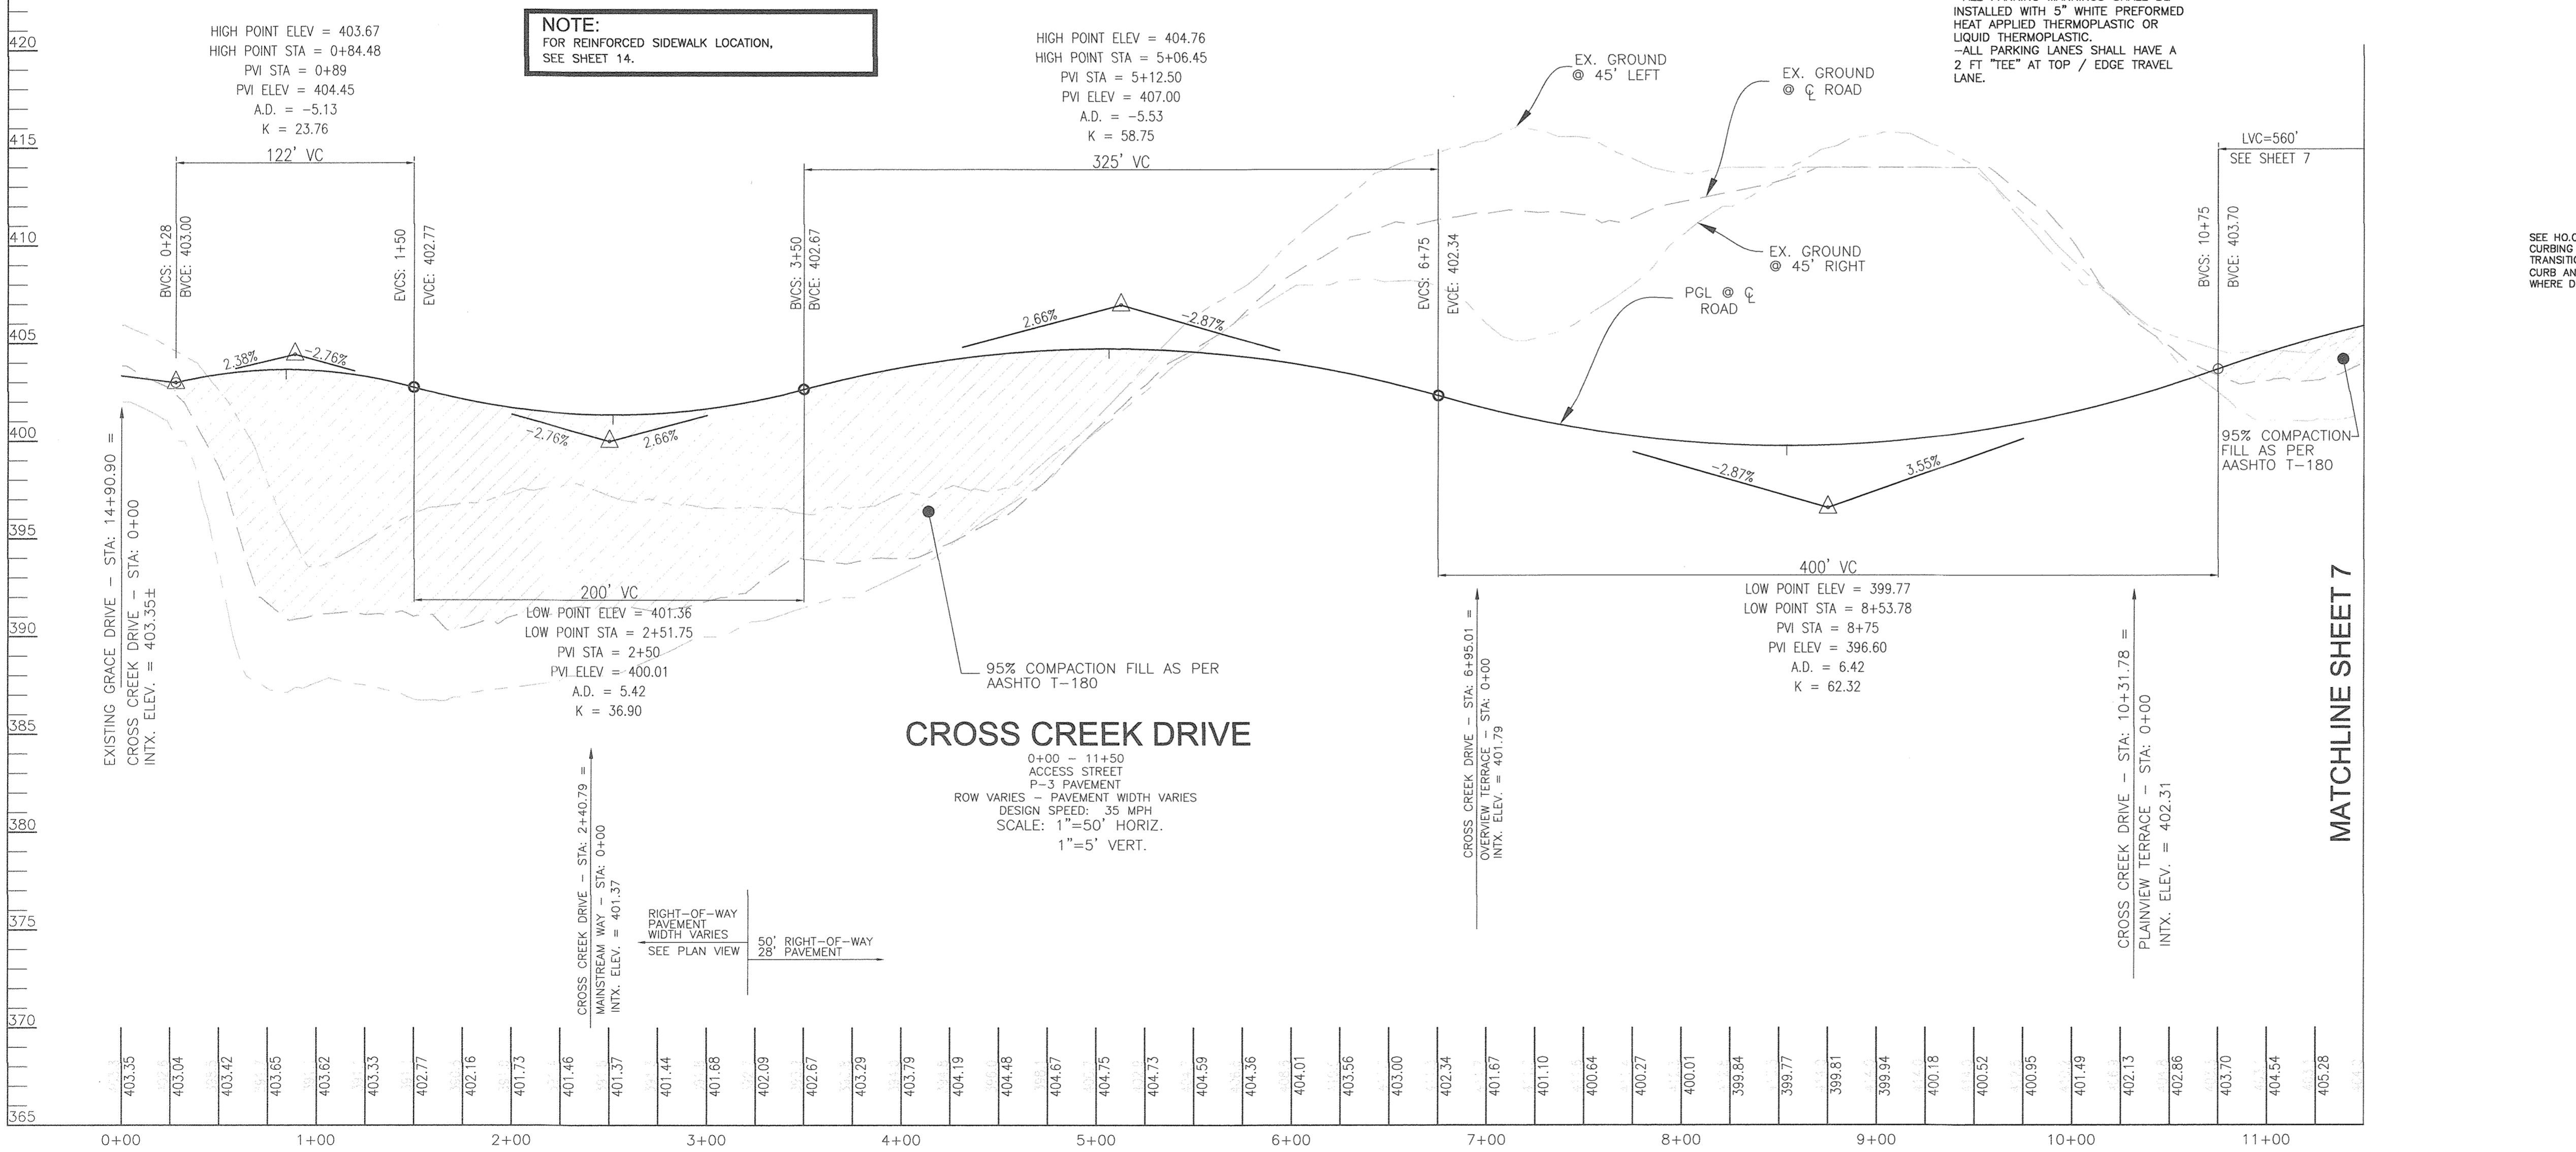 HIGH POINT ELEV = 403.67
HIGH POINT STA = 0+84.48
PVI STA = 0+89
PVI ELEV = 404.45
A.D. = -5.13
K = 23.76
122' VC
NOTE:
FOR REINFORCED SIDEWALK LOCATION,
SEE SHEET 14.
HIGH POINT ELEV = 404.76
HIGH POINT STA = 5+06.45
PVI STA = 5+12.50
PVI ELEV = 407.00
A.D. = -5.53
K = 58.75
325' VC
EX. GROUND
@ 45' LEFT
EX. GROUND
@ ℄ ROAD
INSTALLED WITH 5" WHITE PREFORMED
HEAT APPLIED THERMOPLASTIC OR
LIQUID THERMOPLASTIC.
-ALL PARKING LANES SHALL HAVE A
2 FT "TEE" AT TOP / EDGE TRAVEL
LANE.
LVC=560'
SEE SHEET 7
EX. GROUND
@ 45' RIGHT
PGL @ ℄
ROAD
CURBING
CURB AN
WHERE D
BVCS: 0+28
BVCE: 403.00
EVCS: 1+50
EVCE: 402.77
BVCS: 3+50
BVCE: 402.67
EVCS: 6+75
EVCE: 402.34
BVCS: 10+75
BVCE: 403.70
2.38%
-2.76%
-2.76%
2.66%
2.66%
-2.87%
-2.87%
3.55%
420
415
410
405
400
395
390
385
380
375
370
365
EXISTING GRACE DRIVE - STA: 14+90.90 =
CROSS CREEK DRIVE - STA: 0+00
INTX. ELEV. = 403.35±
200' VC
LOW POINT ELEV = 401.36
LOW POINT STA = 2+51.75
PVI STA = 2+50
PVI ELEV = 400.01
A.D. = 5.42
K = 36.90
95% COMPACTION FILL AS PER
AASHTO T-180
95% COMPACTION
FILL AS PER
AASHTO T-180
400' VC
LOW POINT ELEV = 399.77
LOW POINT STA = 8+53.78
PVI STA = 8+75
PVI ELEV = 396.60
A.D. = 6.42
K = 62.32
CROSS CREEK DRIVE
0+00 - 11+50
ACCESS STREET
P-3 PAVEMENT
ROW VARIES - PAVEMENT WIDTH VARIES
DESIGN SPEED: 35 MPH
SCALE: 1"=50' HORIZ.
1"=5' VERT.
CROSS CREEK DRIVE - STA: 2+40.79 =
MAINSTREAM WAY - STA: 0+00
INTX. ELEV. = 401.37
RIGHT-OF-WAY
PAVEMENT
WIDTH VARIES
SEE PLAN VIEW
50' RIGHT-OF-WAY
28' PAVEMENT
CROSS CREEK DRIVE - STA: 6+95.01 =
OVERVIEW TERRACE - STA: 0+00
INTX. ELEV. = 401.79
CROSS CREEK DRIVE - STA: 10+31.78 =
PLAINVIEW TERRACE - STA: 0+00
INTX. ELEV. = 402.31
MATCHLINE SHEET 7
403.35
403.04
403.42
403.65
403.62
403.33
402.77
402.16
401.73
401.46
401.37
401.44
401.68
402.09
402.67
403.29
403.79
404.19
404.48
404.67
404.75
404.73
404.59
404.36
404.01
403.56
403.00
402.34
401.67
401.10
400.64
400.27
400.01
399.84
399.77
399.81
399.94
400.18
400.52
400.95
401.49
402.13
402.86
403.70
404.54
405.28
0+00 1+00 2+00 3+00 4+00 5+00 6+00 7+00 8+00 9+00 10+00 11+00